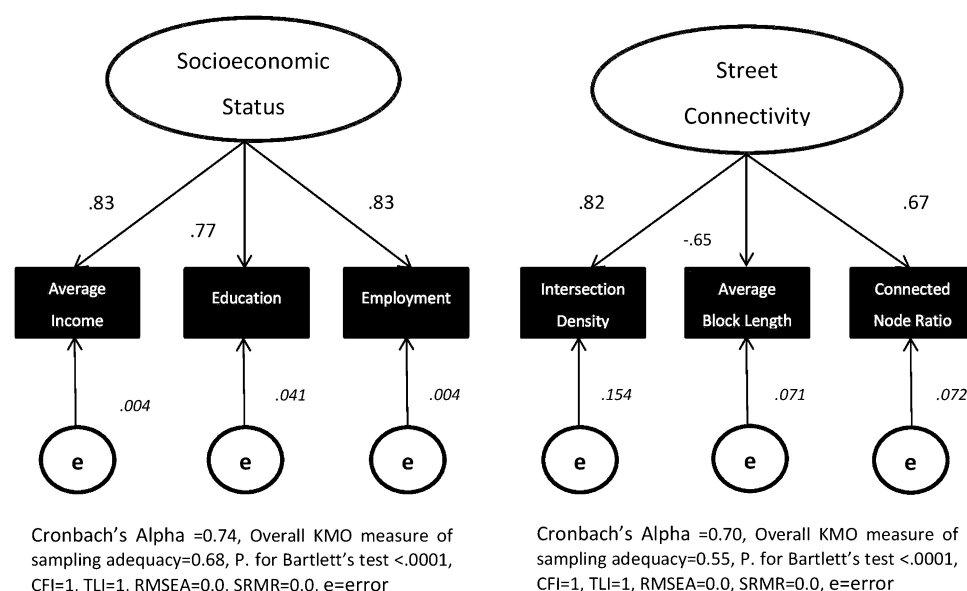 Socioeconomic
Status
.83
.77
.83
Average
Income
Education
Employment
.004
.041
.004
e
e
e
Cronbach's Alpha =0.74, Overall KMO measure of
sampling adequacy=0.68, P. for Bartlett's test <.0001,
CFI=1, TLI=1, RMSEA=0.0, SRMR=0.0, e=error
Street
Connectivity
.82
-.65
.67
Intersection
Density
Average
Block Length
Connected
Node Ratio
.154
.071
.072
e
e
e
Cronbach's Alpha =0.70, Overall KMO measure of
sampling adequacy=0.55, P. for Bartlett's test <.0001,
CFI=1, TLI=1, RMSEA=0.0, SRMR=0.0, e=error